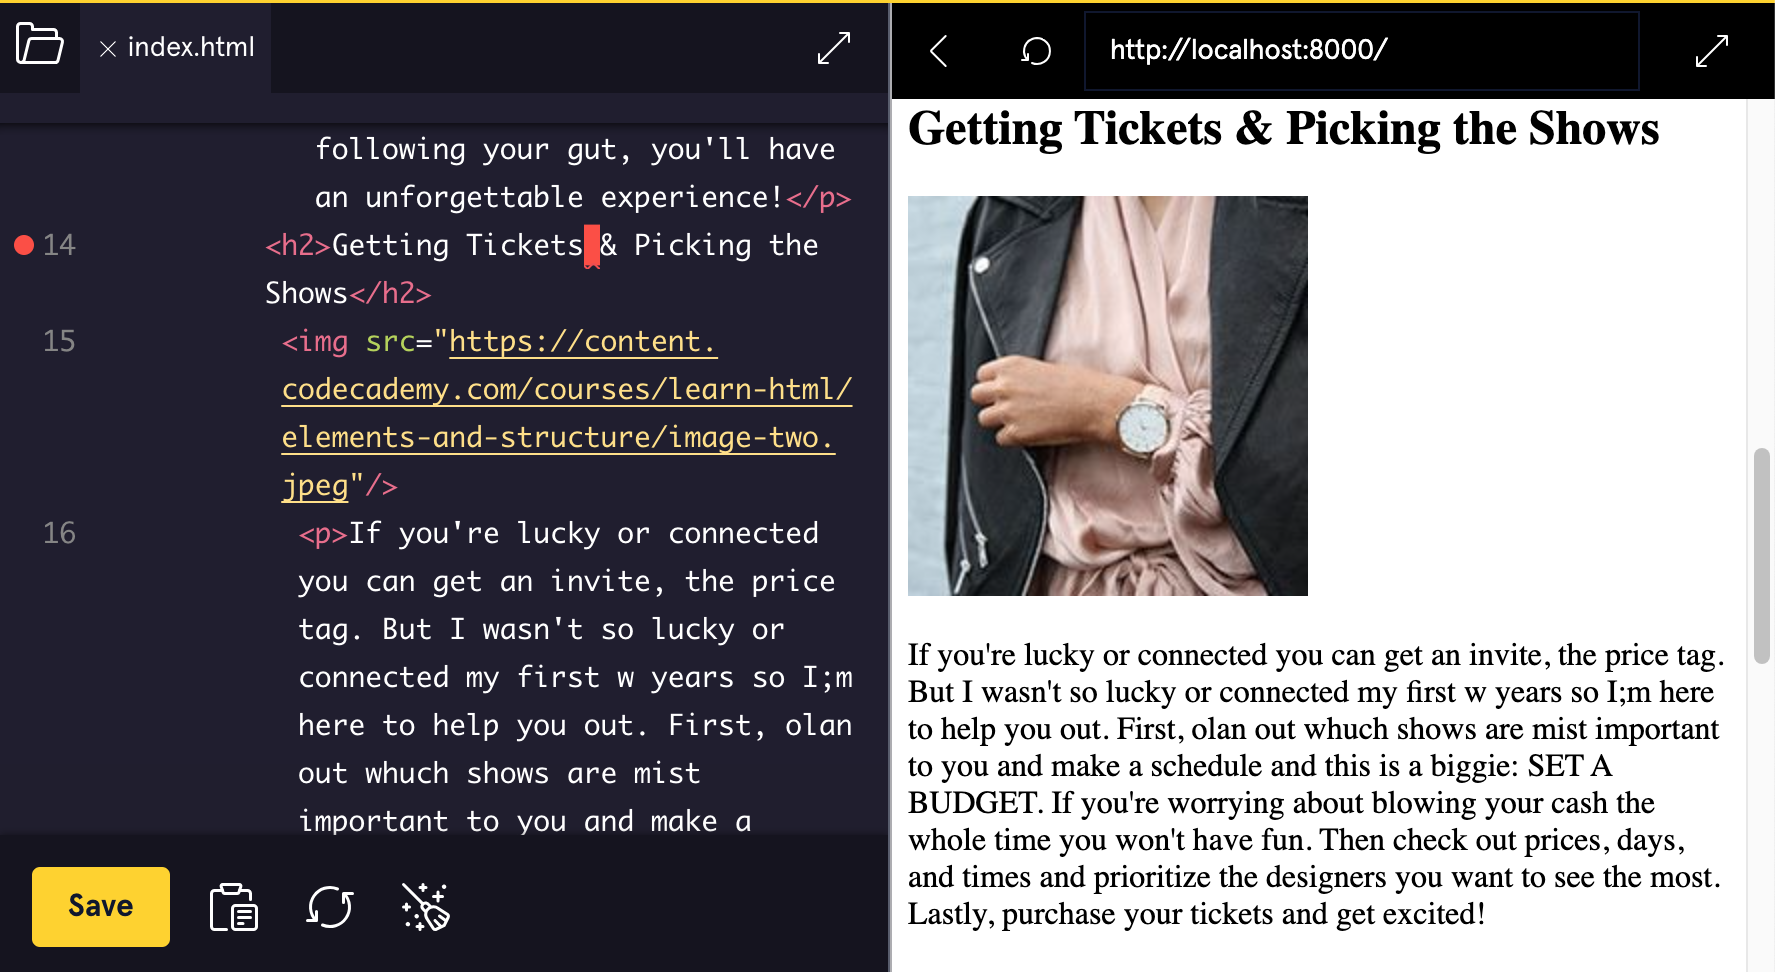 index.html
following your gut, you'll have
an unforgettable experience!</p>
14 <h2>Getting Tickets & Picking the
Shows</h2>
15 <img src="https://content.
codecademy.com/courses/learn-html/
elements-and-structure/image-two.
jpeg"/>
16 <p>If you're lucky or connected
you can get an invite, the price
tag. But I wasn't so lucky or
connected my first w years so I;m
here to help you out. First, olan
out whuch shows are mist
important to you and make a
Save
http://localhost:8000/
Getting Tickets & Picking the Shows
If you're lucky or connected you can get an invite, the price tag.
But I wasn't so lucky or connected my first w years so I;m here
to help you out. First, olan out whuch shows are mist important
to you and make a schedule and this is a biggie: SET A
BUDGET. If you're worrying about blowing your cash the
whole time you won't have fun. Then check out prices, days,
and times and prioritize the designers you want to see the most.
Lastly, purchase your tickets and get excited!